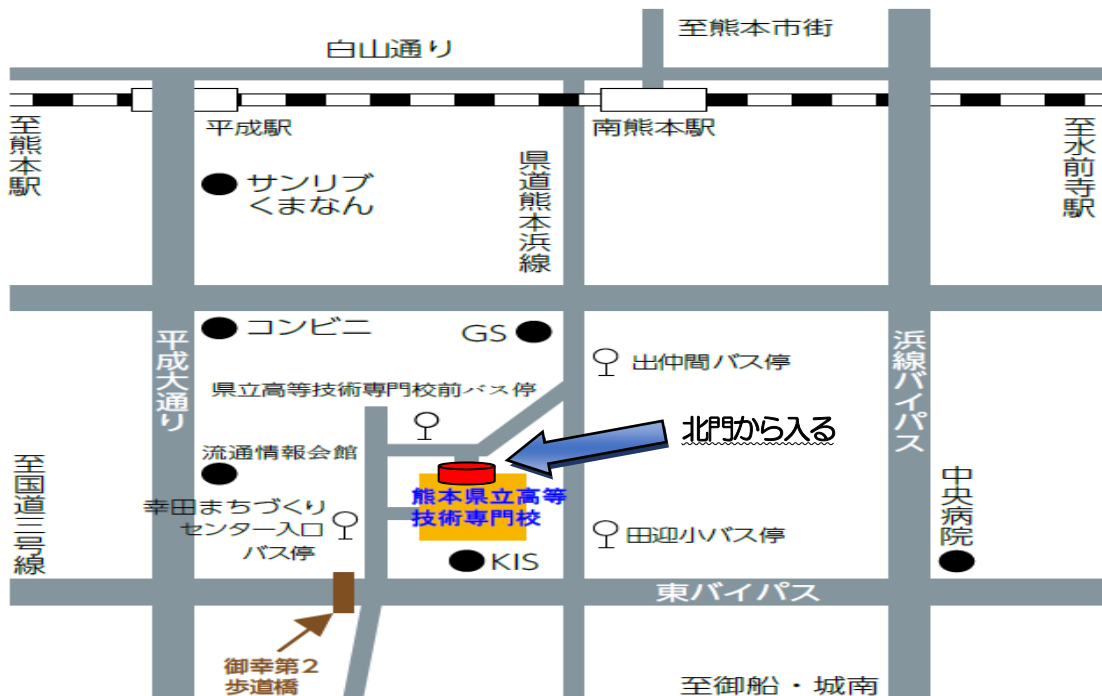 至熊本市街
白山通り
平成駅
南熊本駅
至熊本駅
至水前寺駅
サンリブ
くまなん
県道熊本浜線
コンビニ
GS
平成大通り
浜線バイパス
出仲間バス停
県立高等技術専門校前バス停
北門から入る
流通情報会館
至国道三号線
熊本県立高等
技術専門校
幸田まちづくり
センター入口
バス停
田迎小バス停
中央病院
KIS
東バイパス
御幸第2
歩道橋
至御船・城南